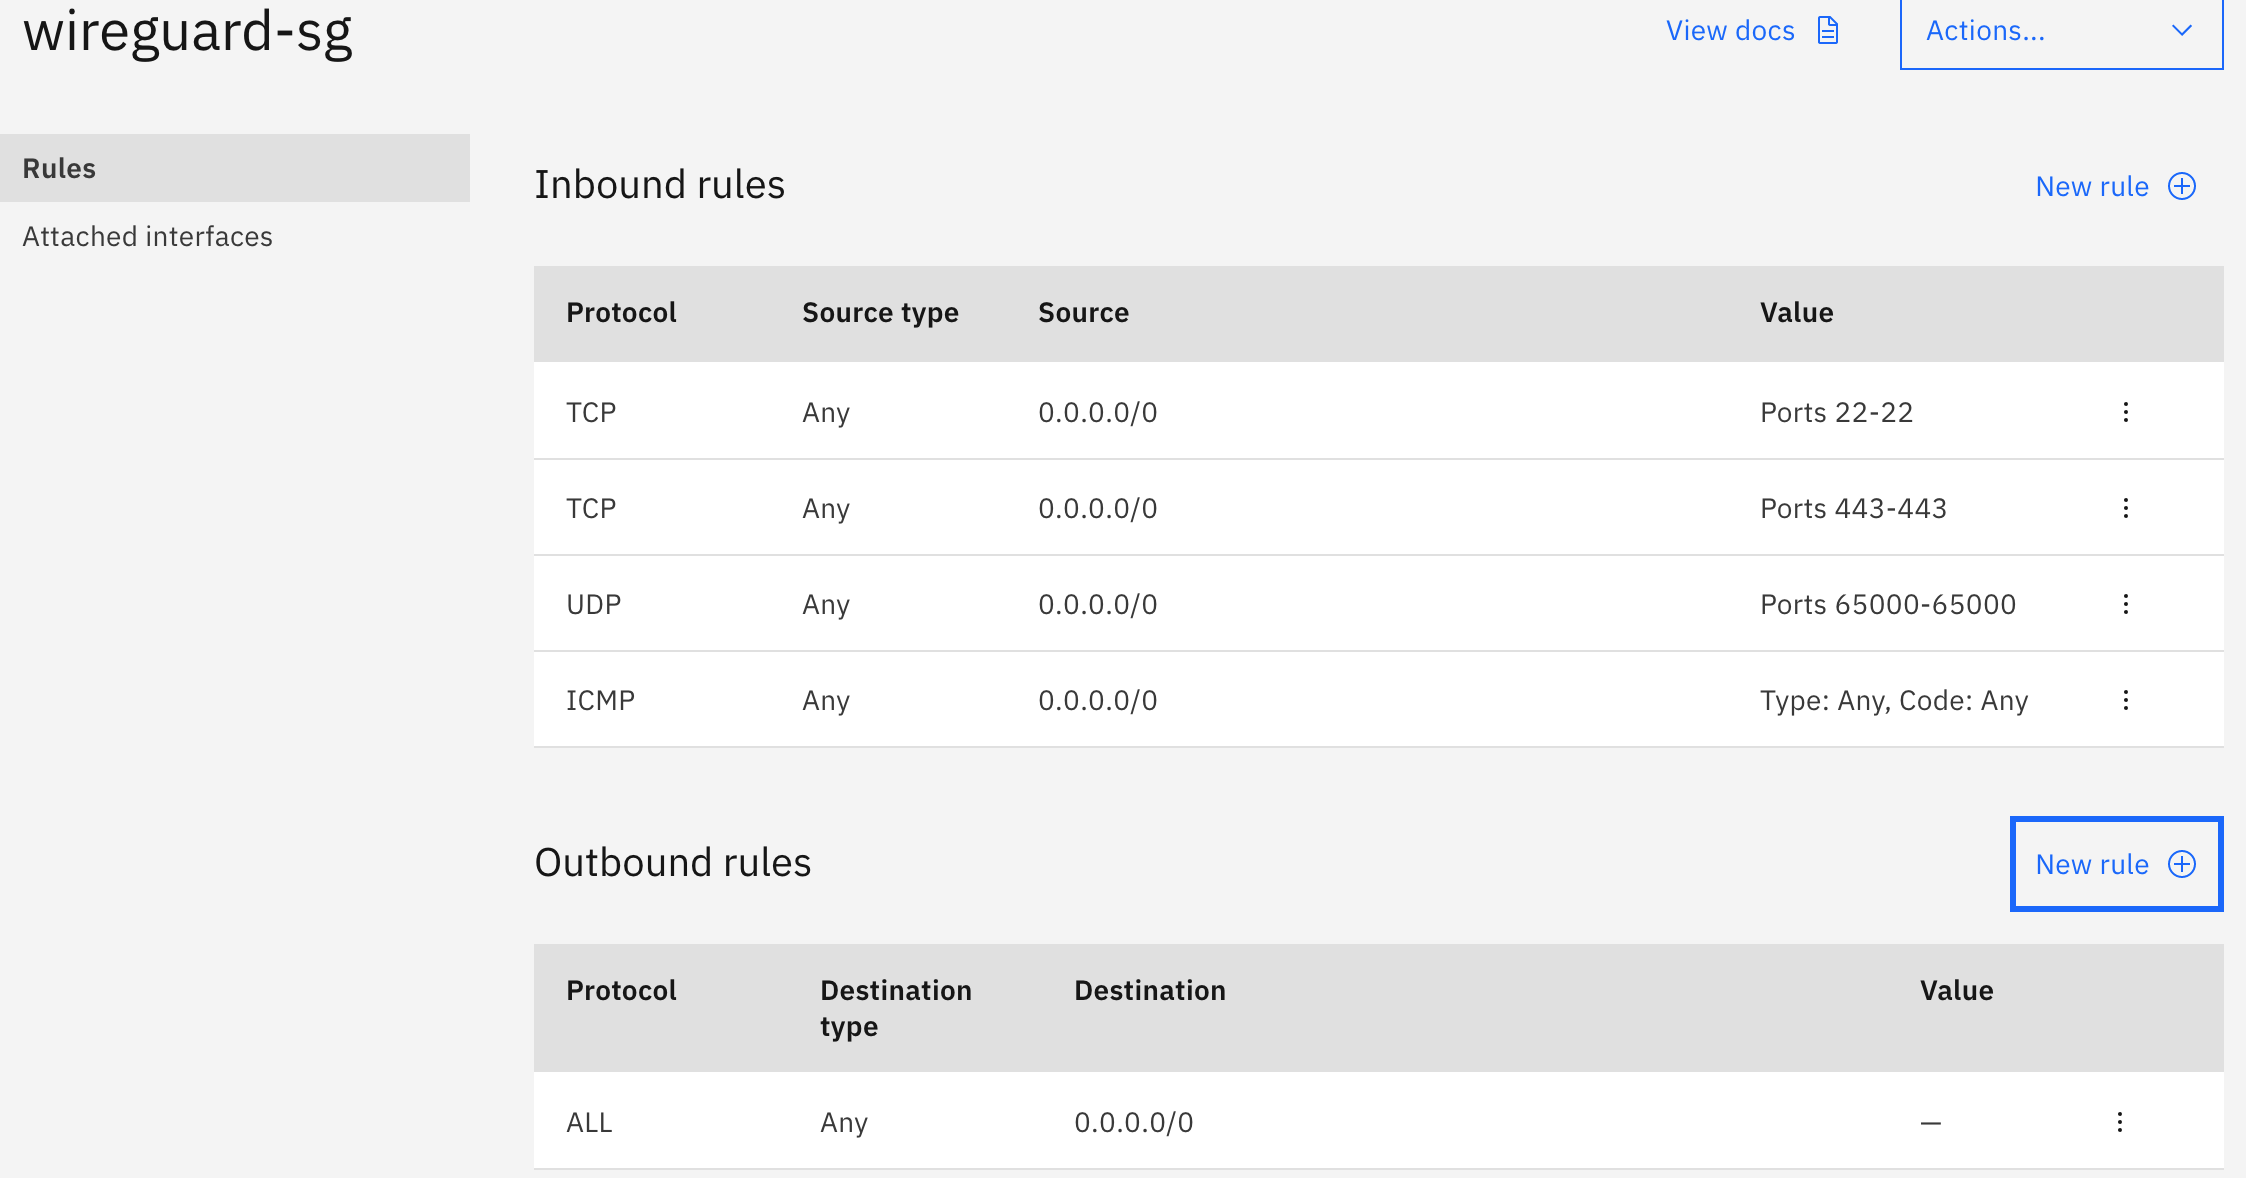 wireguard-sg
View docs
Actions...
Rules
Attached interfaces
Inbound rules
New rule
Protocol Source type Source Value
TCP Any 0.0.0.0/0 Ports 22-22
TCP Any 0.0.0.0/0 Ports 443-443
UDP Any 0.0.0.0/0 Ports 65000-65000
ICMP Any 0.0.0.0/0 Type: Any, Code: Any
Outbound rules
New rule
Protocol Destination type Destination Value
ALL Any 0.0.0.0/0 —